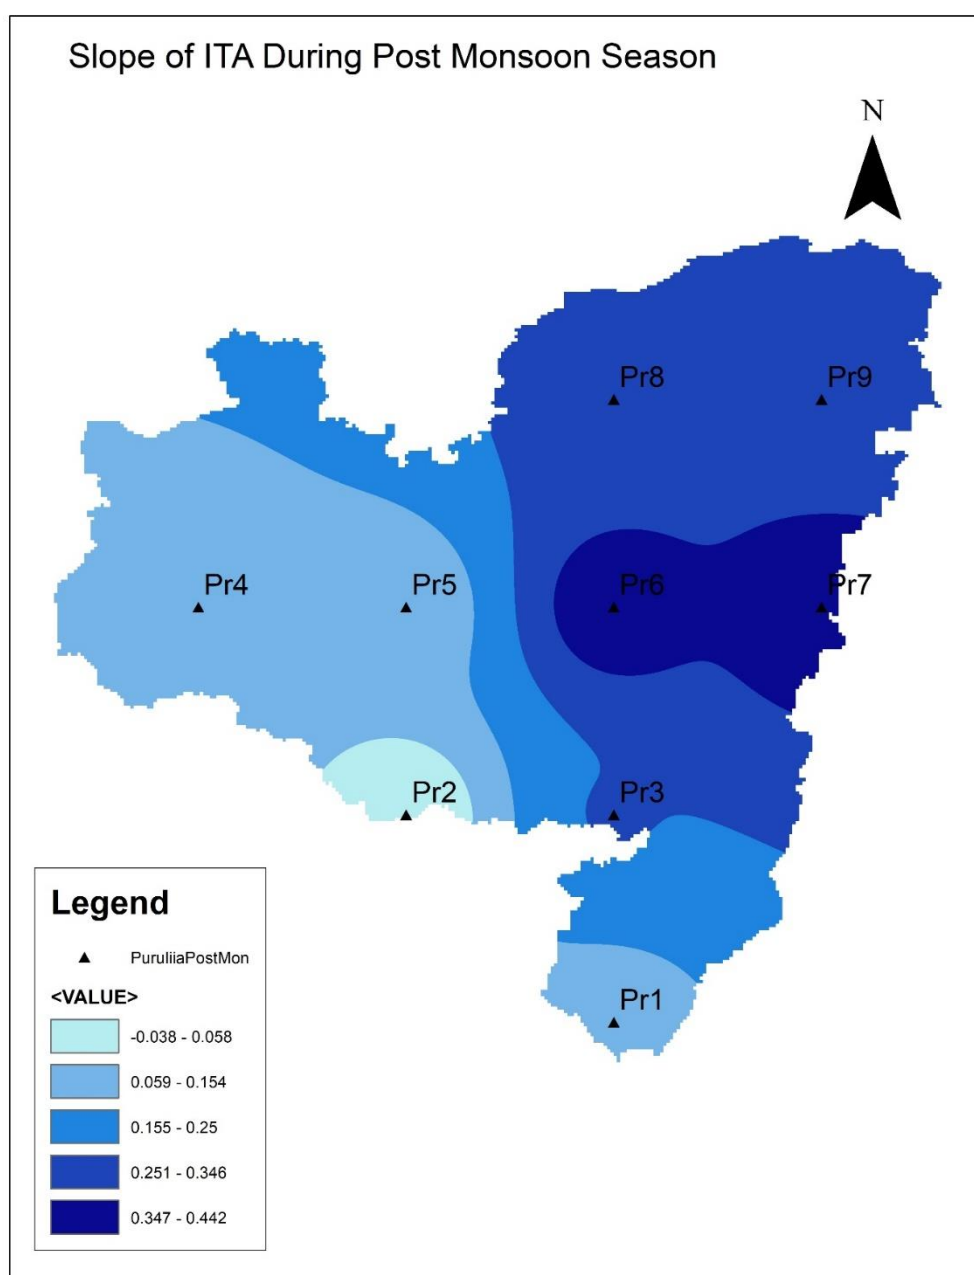 Slope of ITA During Post Monsoon Season
N
Pr8
Pr9
Pr4
Pr5
Pr6
Pr7
Pr2
Pr3
Pr1
Legend
PuruliiaPostMon
<VALUE>
-0.038 - 0.058
0.059 - 0.154
0.155 - 0.25
0.251 - 0.346
0.347 - 0.442